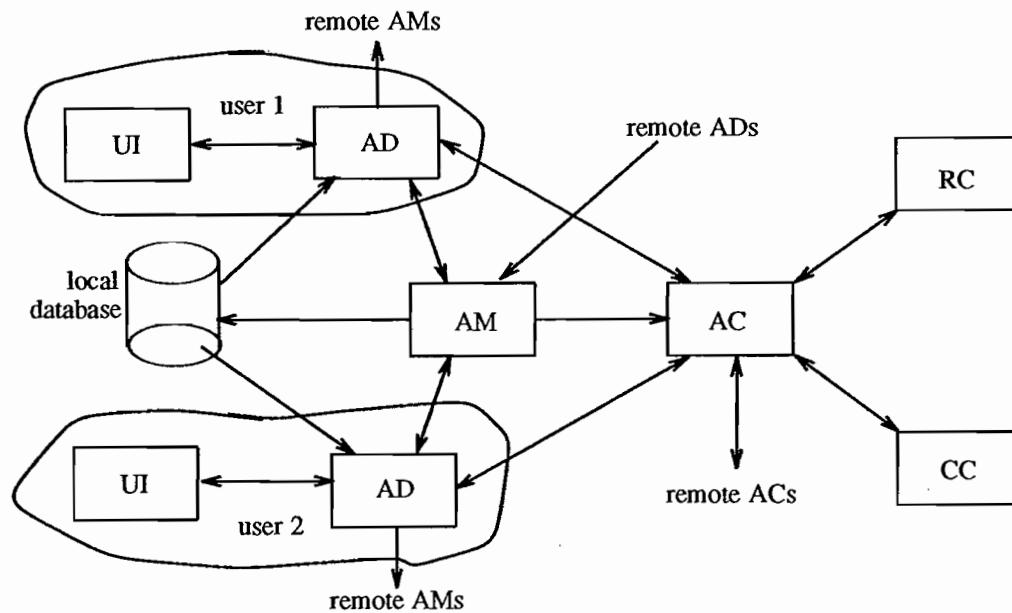 remote AMs
user 1
UI
AD
remote ADs
RC
local
database
AM
AC
UI
AD
user 2
remote ACs
CC
remote AMs